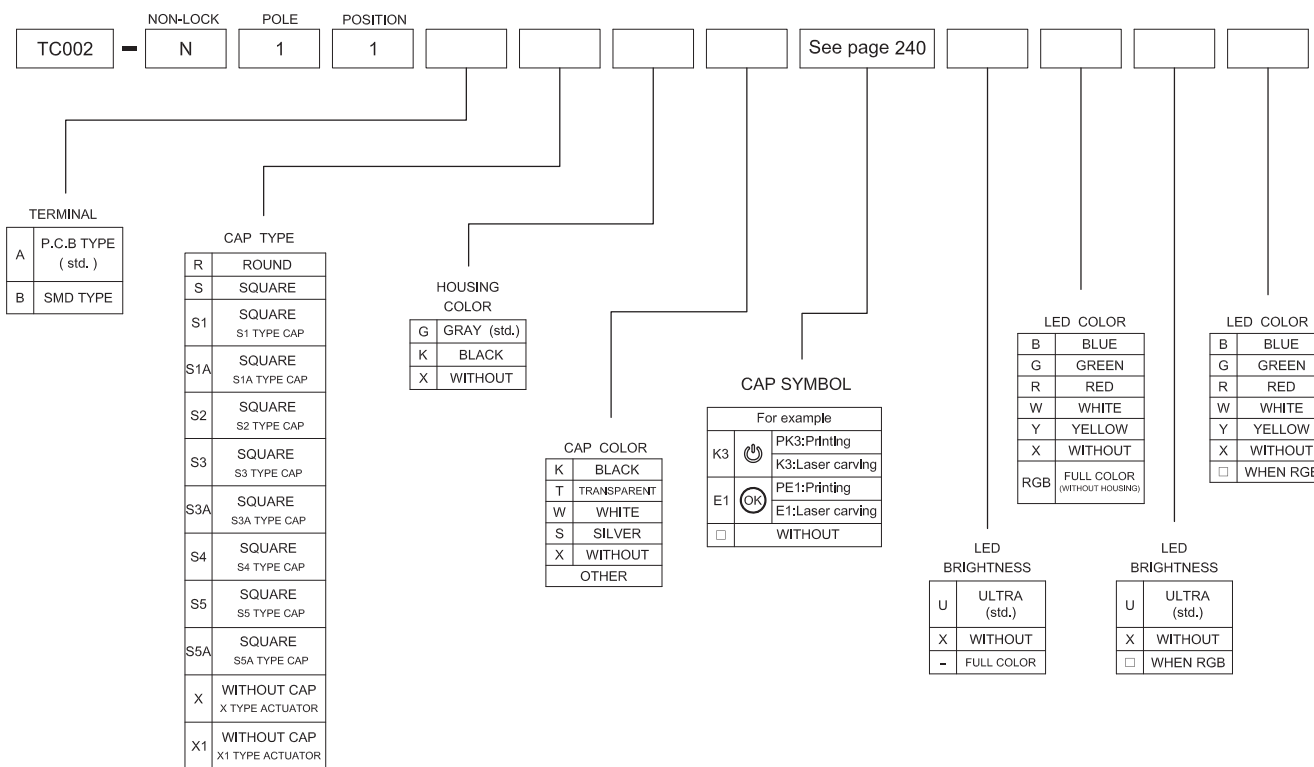 NON-LOCK POLE POSITION
TC002 - N 1 1 See page 240
TERMINAL
A P.C.B TYPE
( std. )
B SMD TYPE
CAP TYPE
R ROUND
S SQUARE
S1 SQUARE
S1 TYPE CAP
S1A SQUARE
S1A TYPE CAP
S2 SQUARE
S2 TYPE CAP
S3 SQUARE
S3 TYPE CAP
S3A SQUARE
S3A TYPE CAP
S4 SQUARE
S4 TYPE CAP
S5 SQUARE
S5 TYPE CAP
S5A SQUARE
S5A TYPE CAP
X WITHOUT CAP
X TYPE ACTUATOR
X1 WITHOUT CAP
X1 TYPE ACTUATOR
HOUSING
COLOR
G GRAY (std.)
K BLACK
X WITHOUT
CAP COLOR
K BLACK
T TRANSPARENT
W WHITE
S SILVER
X WITHOUT
OTHER
CAP SYMBOL
For example
K3 PK3:Printing
K3:Laser carving
E1 OK PE1:Printing
E1:Laser carving
□ WITHOUT
LED
BRIGHTNESS
U ULTRA
(std.)
X WITHOUT
- FULL COLOR
LED COLOR
B BLUE
G GREEN
R RED
W WHITE
Y YELLOW
X WITHOUT
RGB FULL COLOR
(WITHOUT HOUSING)
LED
BRIGHTNESS
U ULTRA
(std.)
X WITHOUT
□ WHEN RGB
LED COLOR
B BLUE
G GREEN
R RED
W WHITE
Y YELLOW
X WITHOUT
□ WHEN RGB